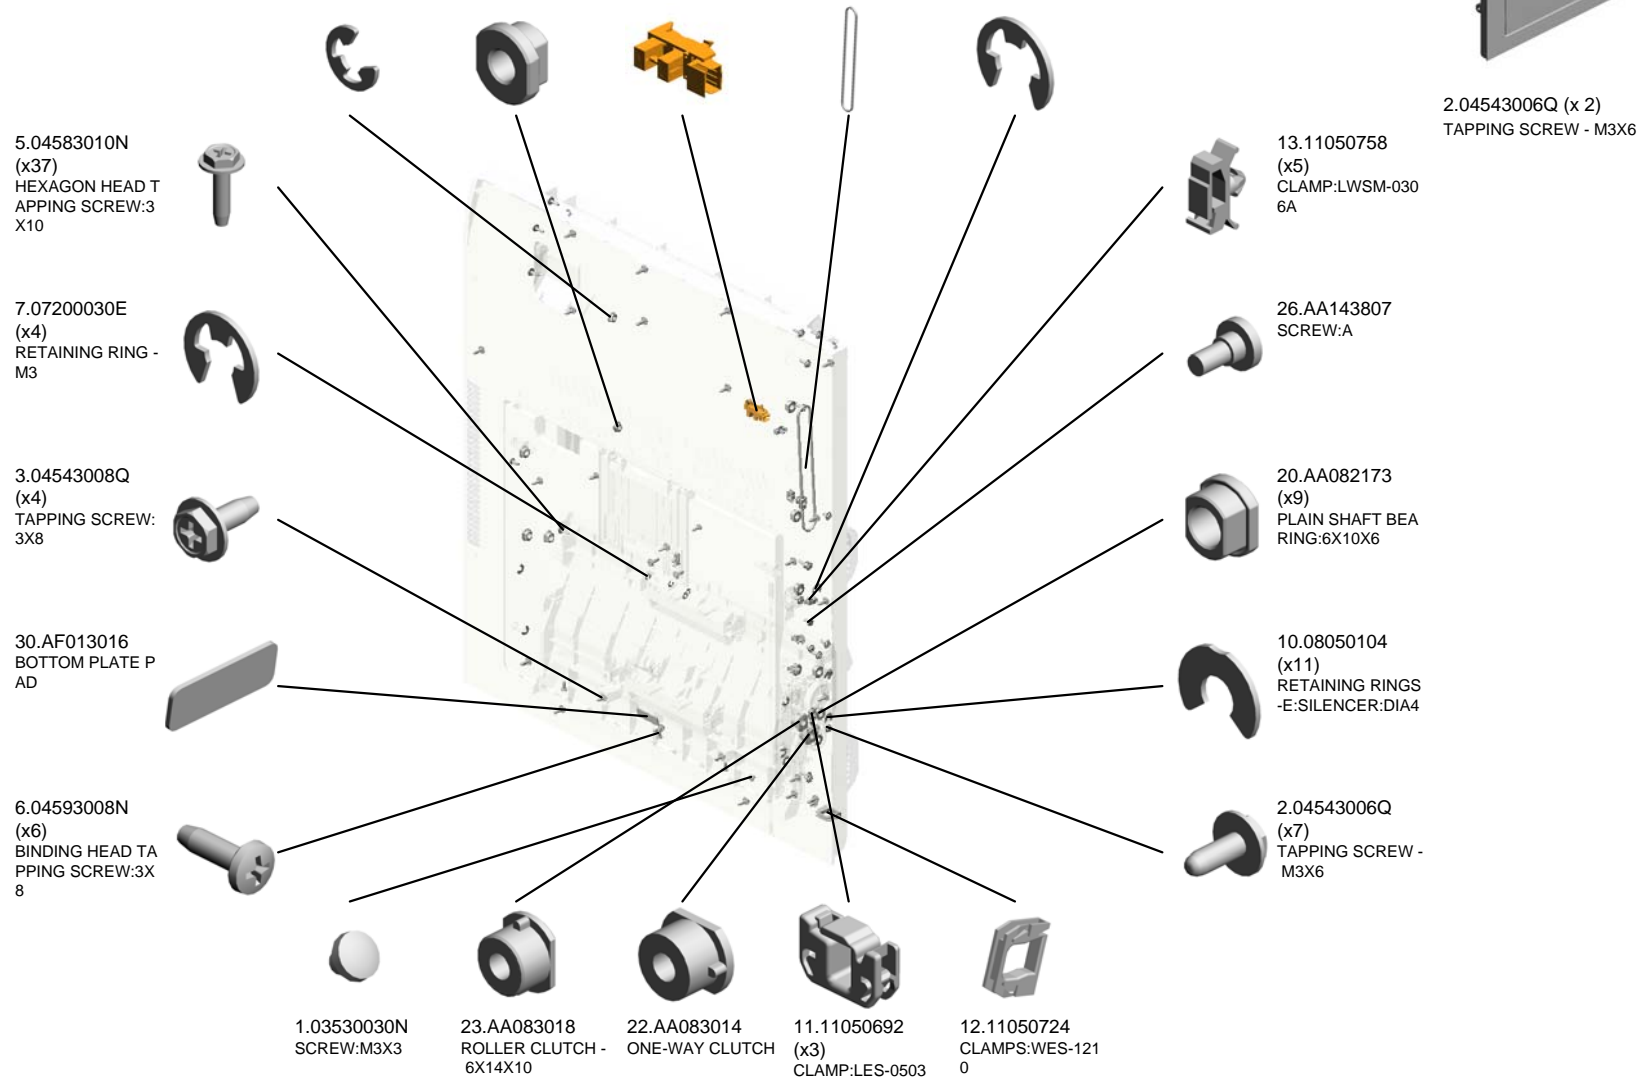 2.04543006Q (x 2)
TAPPING SCREW - M3X6
5.04583010N
(x37)
HEXAGON HEAD T
APPING SCREW:3
X10
13.11050758
(x5)
CLAMP:LWSM-030
6A
7.07200030E
(x4)
RETAINING RING -
M3
26.AA143807
SCREW:A
3.04543008Q
(x4)
TAPPING SCREW:
3X8
20.AA082173
(x9)
PLAIN SHAFT BEA
RING:6X10X6
30.AF013016
BOTTOM PLATE P
AD
10.08050104
(x11)
RETAINING RINGS
-E:SILENCER:DIA4
6.04593008N
(x6)
BINDING HEAD TA
PPING SCREW:3X
8
2.04543006Q
(x7)
TAPPING SCREW -
M3X6
1.03530030N
SCREW:M3X3
23.AA083018
ROLLER CLUTCH -
6X14X10
22.AA083014
ONE-WAY CLUTCH
11.11050692
(x3)
CLAMP:LES-0503
12.11050724
CLAMPS:WES-121
0